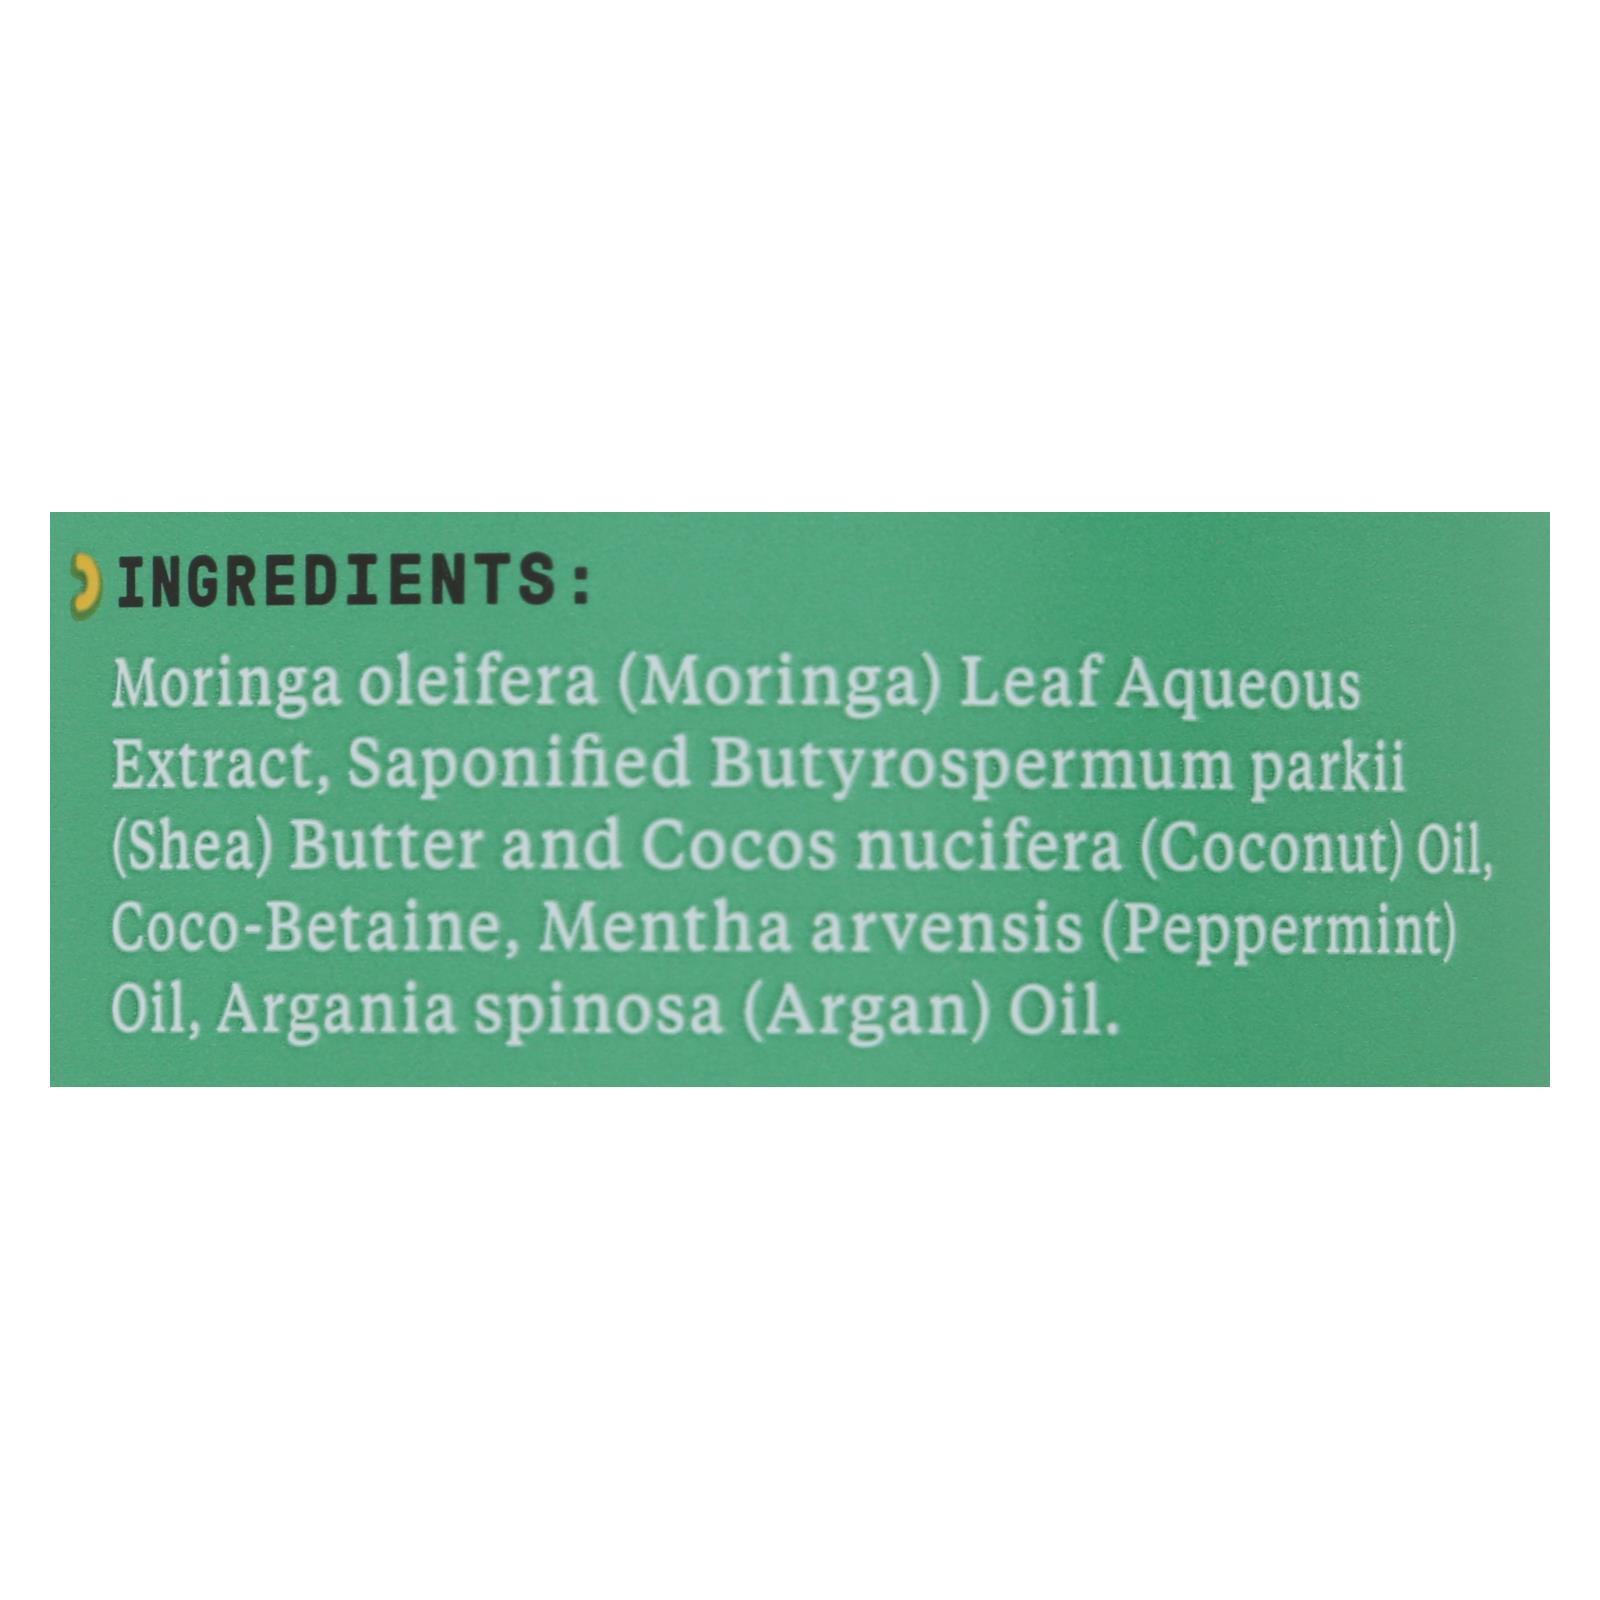 INGREDIENTS:
Moringa oleifera (Moringa) Leaf Aqueous
Extract, Saponified Butyrospermum parkii
(Shea) Butter and Cocos nucifera (Coconut) Oil,
Coco-Betaine, Mentha arvensis (Peppermint)
Oil, Argania spinosa (Argan) Oil.